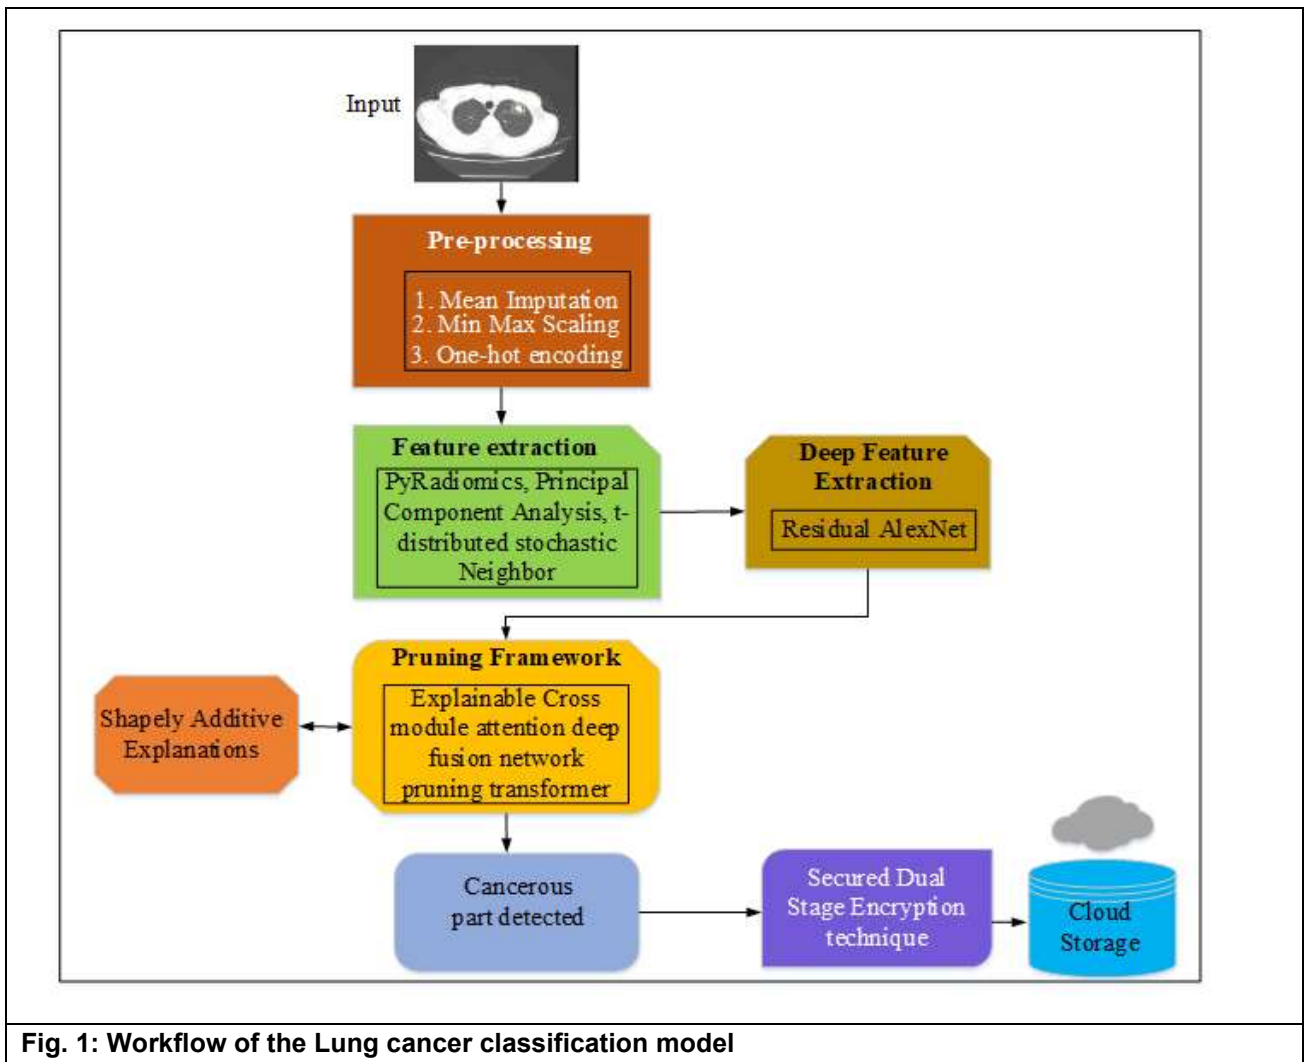 Input
Pre-processing
1. Mean Imputation
2. Min Max Scaling
3. One-hot encoding
Feature extraction
PyRadiomics, Principal
Component Analysis, t-
distributed stochastic
Neighbor
Deep Feature
Extraction
Residual AlexNet
Pruning Framework
Explainable Cross
module attention deep
fusion network
pruning transformer
Shapely Additive
Explanations
Cancerous
part detected
Secured Dual
Stage Encryption
technique
Cloud
Storage
Fig. 1: Workflow of the Lung cancer classification model